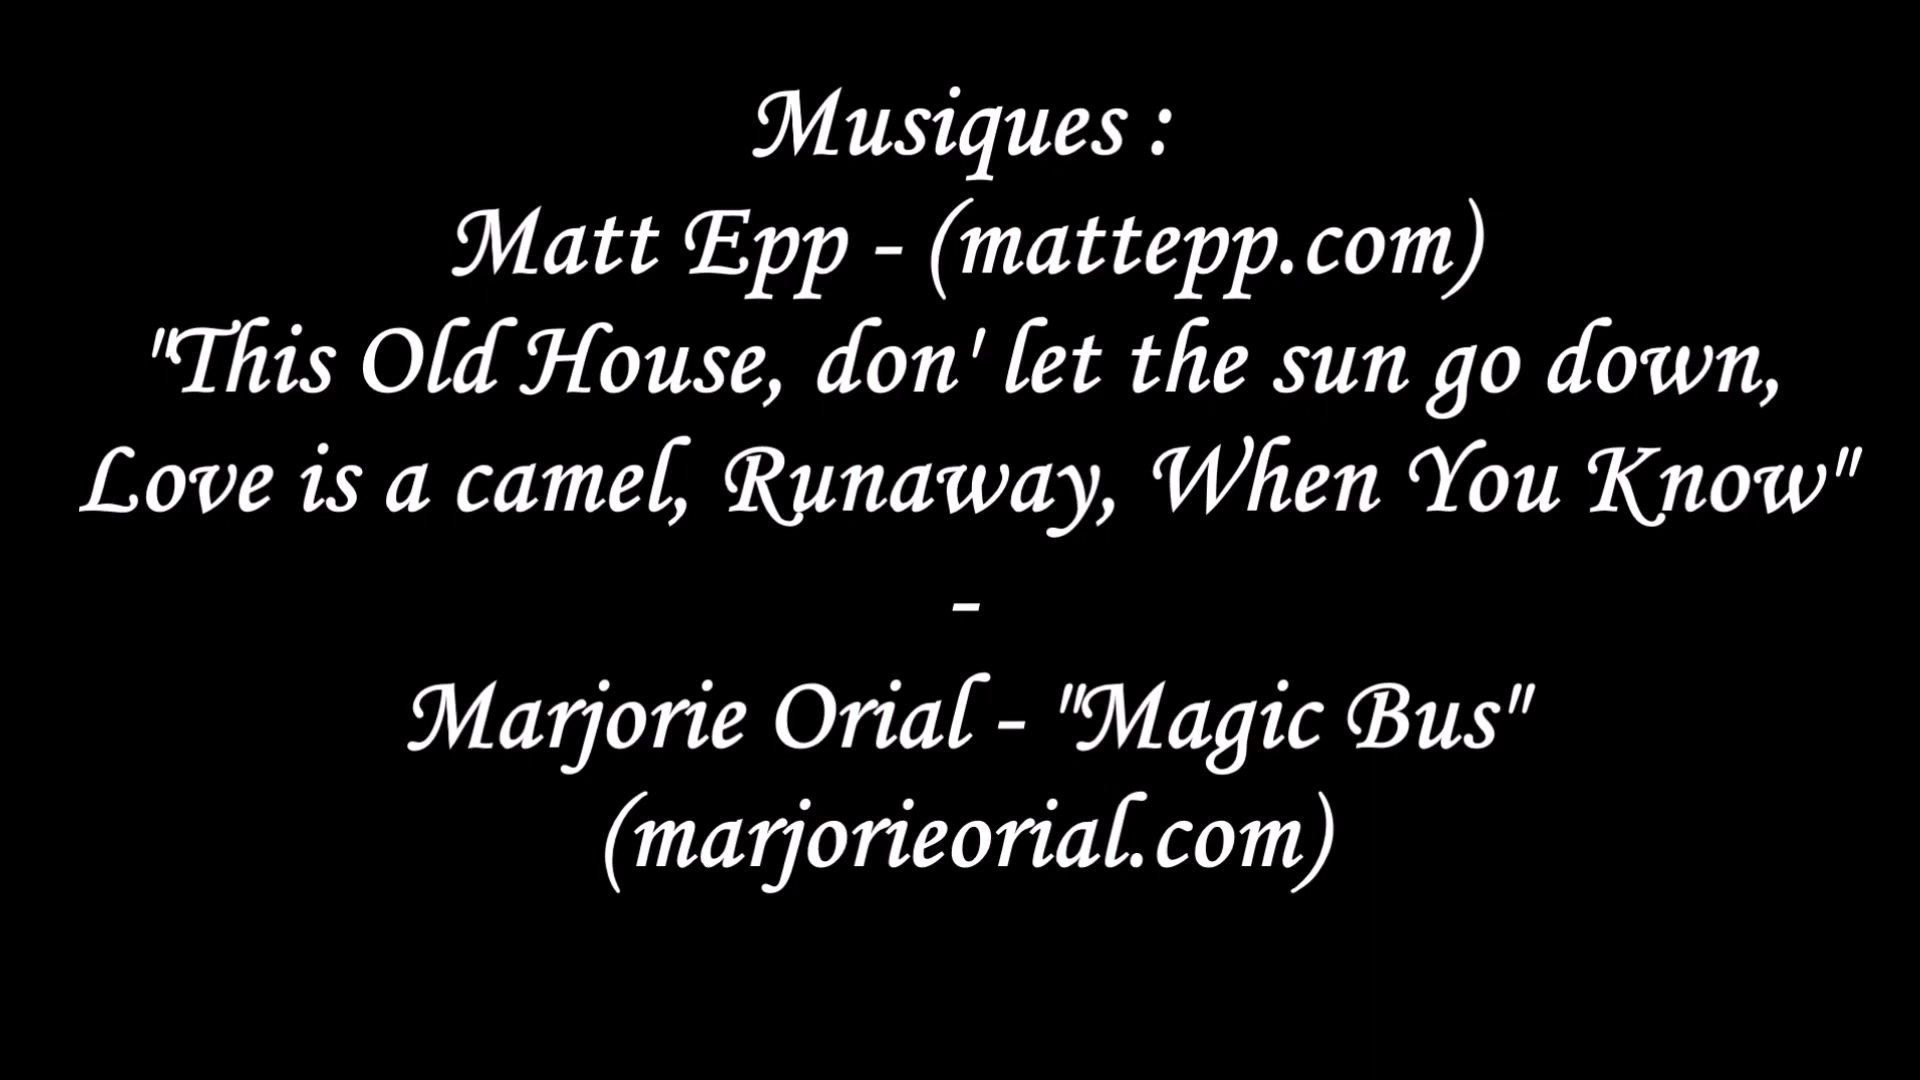 Musiques :
Matt Epp - (mattepp.com)
"This Old House, don' let the sun go down,
Love is a camel, Runaway, When You Know"
-
Marjorie Orial - "Magic Bus"
(marjorieorial.com)